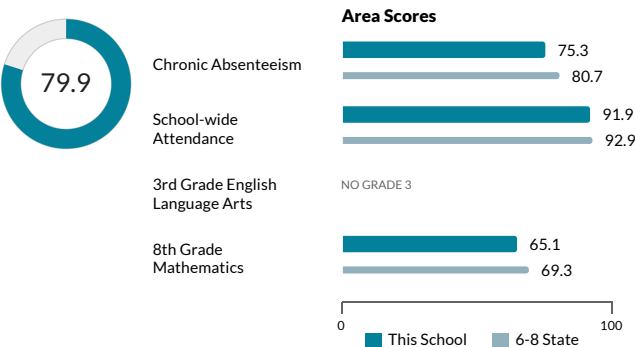 Area Scores
79.9
Chronic Absenteeism
75.3
80.7
School-wide
Attendance
91.9
92.9
3rd Grade English
Language Arts
NO GRADE 3
8th Grade
Mathematics
65.1
69.3
0
100
This School
6-8 State